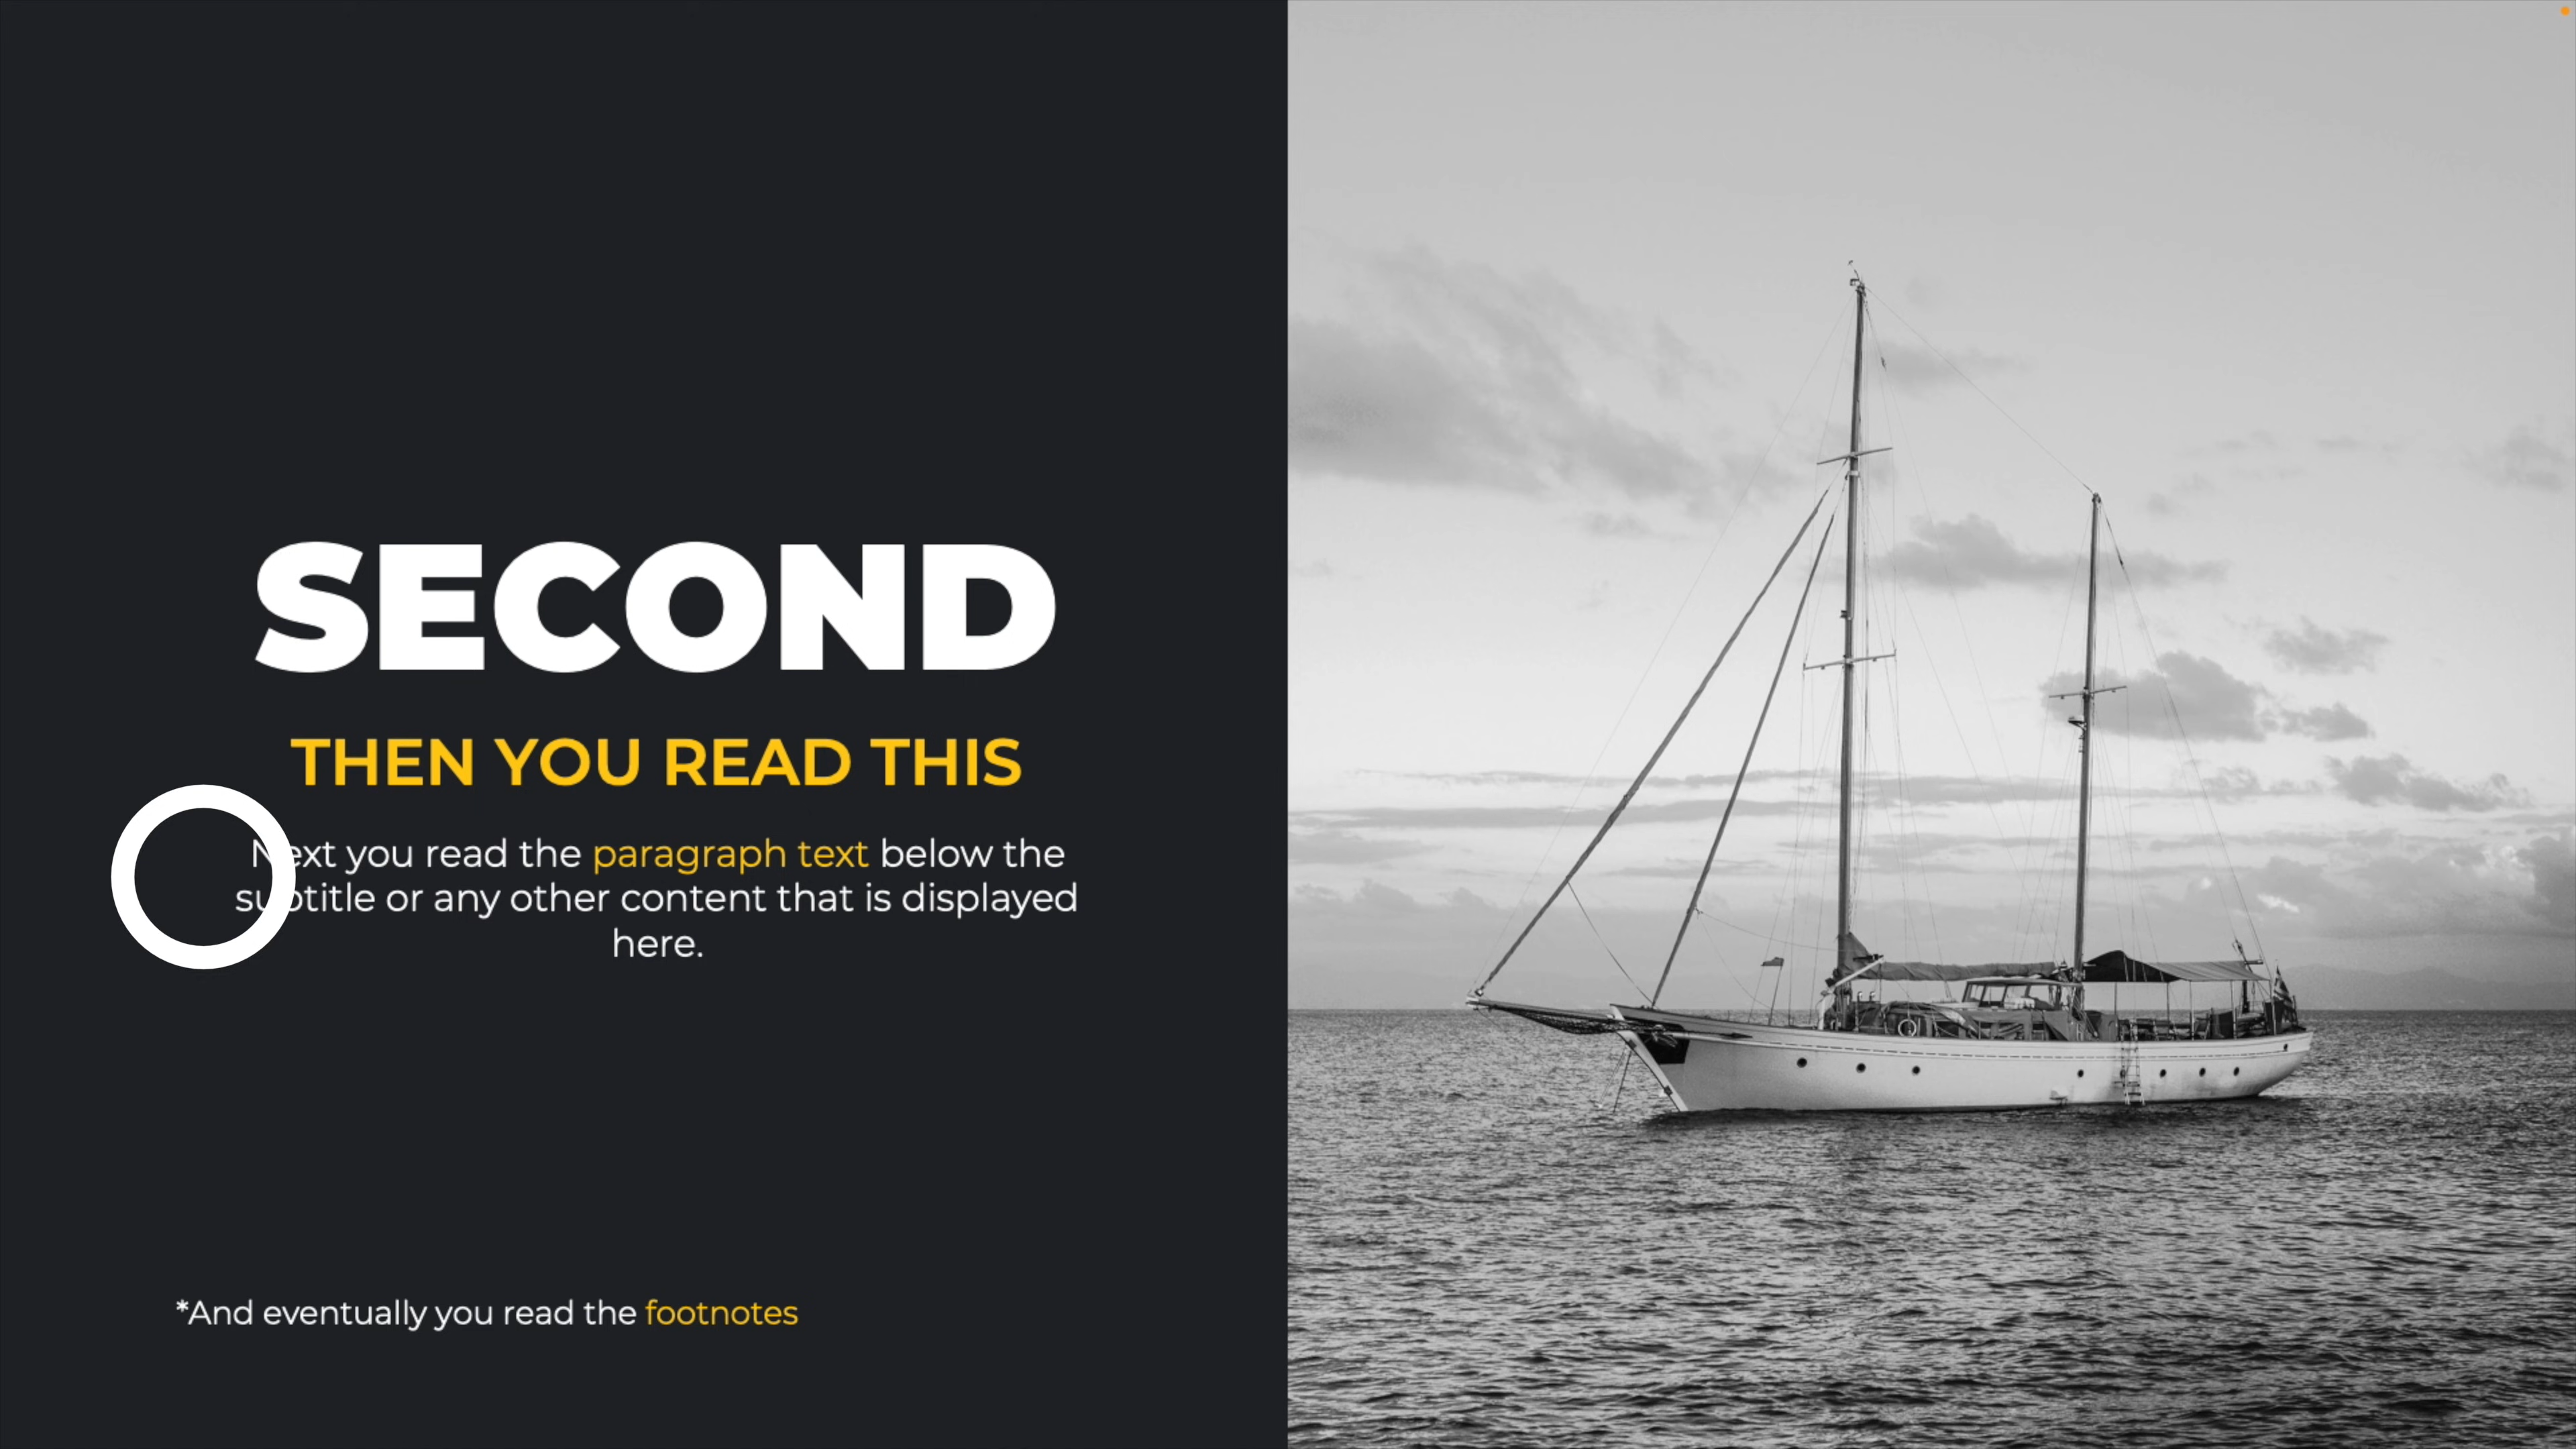 SECOND
THEN YOU READ THIS
Next you read the paragraph text below the
subtitle or any other content that is displayed
here.
*And eventually you read the footnotes